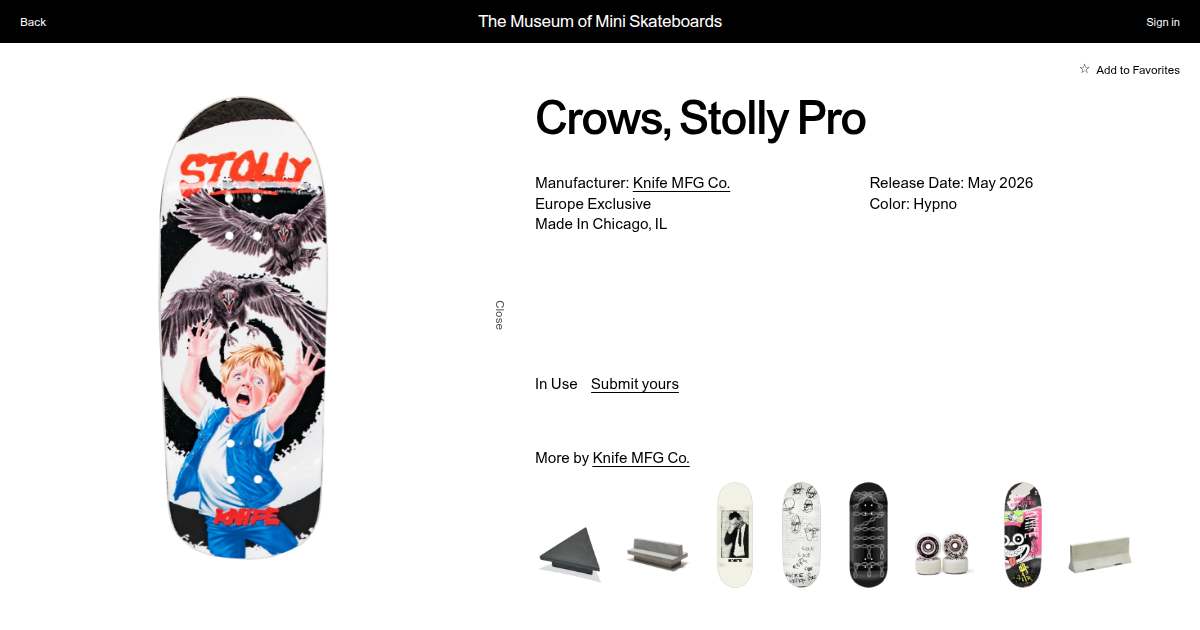 Back
The Museum of Mini Skateboards
Sign in
☆ Add to Favorites
Crows, Stolly Pro
Manufacturer: Knife MFG Co.
Europe Exclusive
Made In Chicago, IL
Release Date: May 2026
Color: Hypno
STOLLY
KNIFE
Close
In Use Submit yours
More by Knife MFG Co.